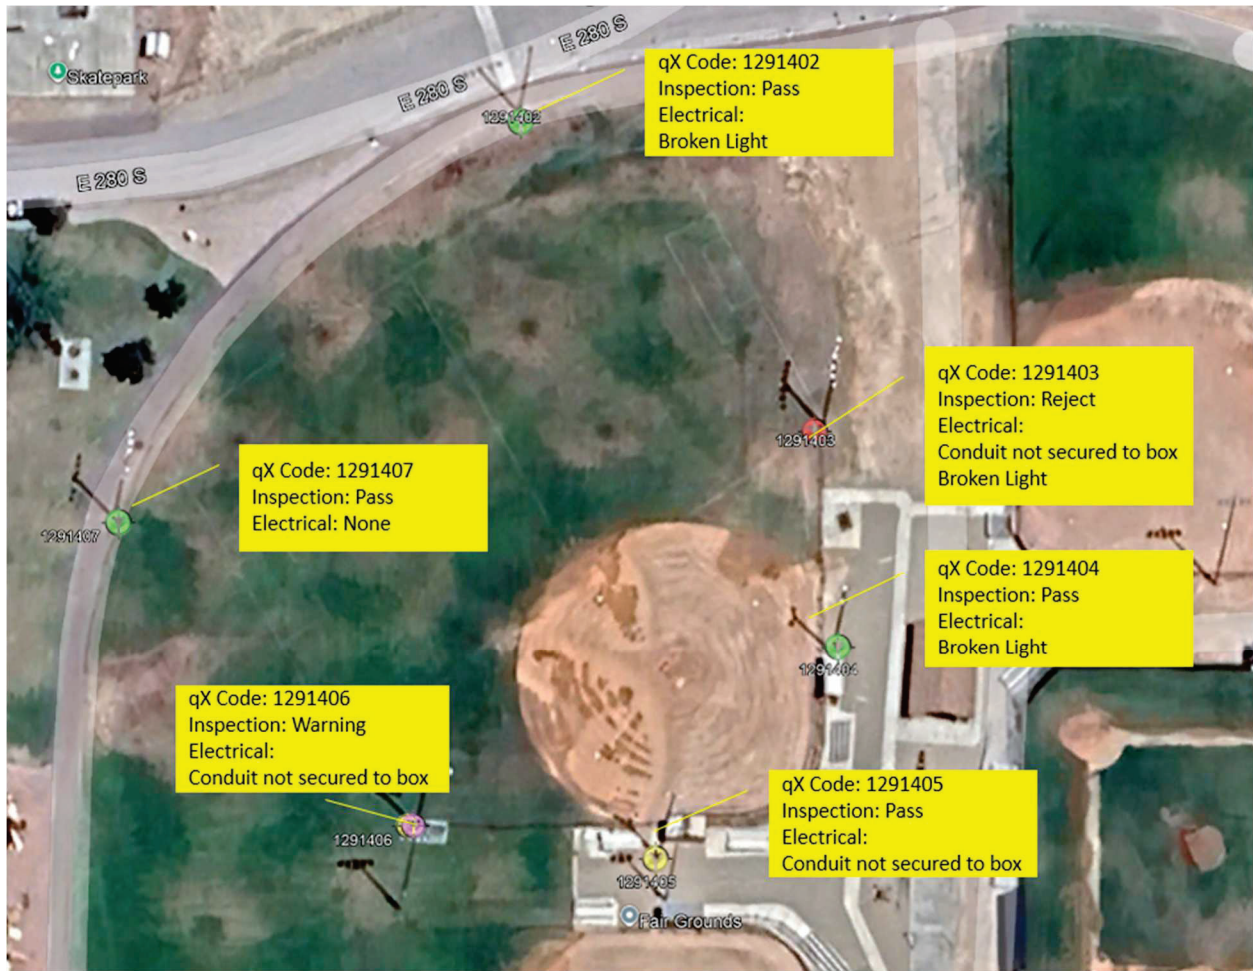 E 280 S
Skatepark
E 280 S
1291402
qX Code: 1291402
Inspection: Pass
Electrical:
Broken Light
E 280 S
qX Code: 1291403
Inspection: Reject
Electrical:
Conduit not secured to box
Broken Light
1291403
qX Code: 1291407
Inspection: Pass
Electrical: None
1291407
qX Code: 1291404
Inspection: Pass
Electrical:
Broken Light
1291404
qX Code: 1291406
Inspection: Warning
Electrical:
Conduit not secured to box
1291406
qX Code: 1291405
Inspection: Pass
Electrical:
Conduit not secured to box
1291405
Fair Grounds